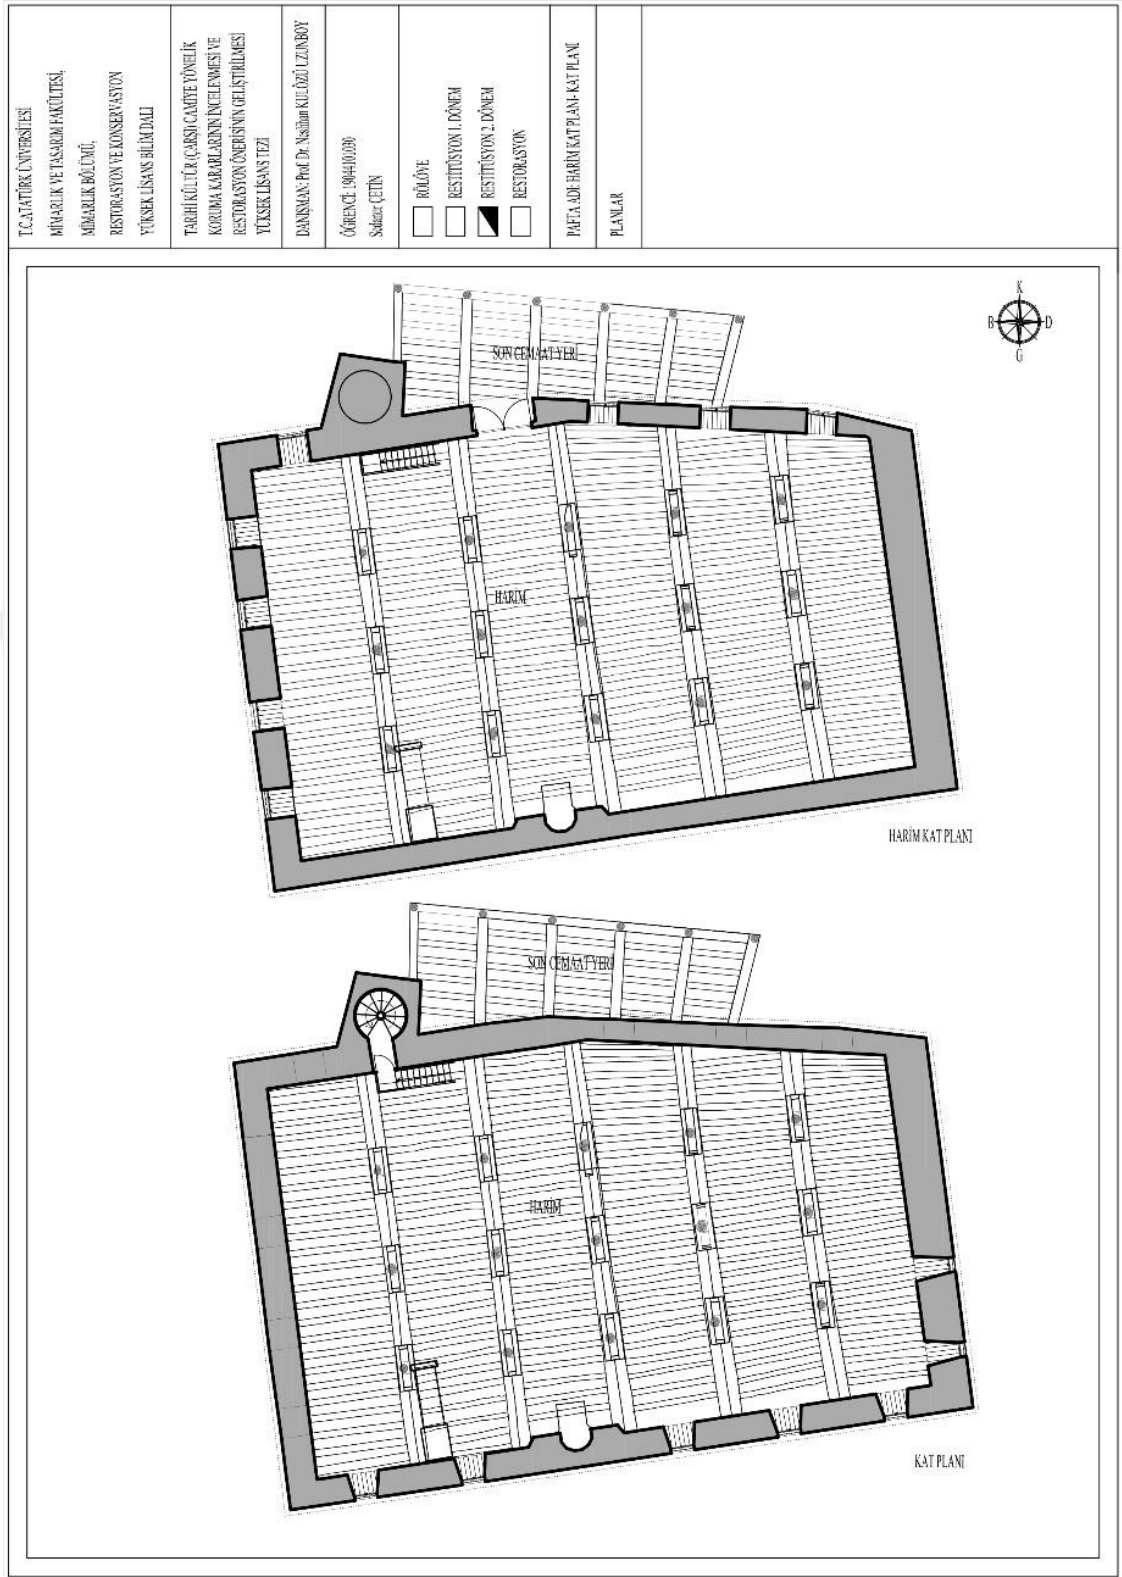 T.C.ATATÜRK ÜNİVERSİTESİ
MİMARLIK VE TASARIM FAKÜLTESİ,
MİMARLIK BÖLÜMÜ,
RESTORASYON VE KONSERVASYON
YÜKSEK LİSANS BİLİM DALI
TARİHİ KÜLTÜR (ÇARŞI) CAMİYE YÖNELİK
KORUMA KARARLARININ İNCELENMESİ VE
RESTORASYON ÖNERİSİNİN GELİŞTİRİLMESİ
YÜKSEK LİSANS TEZİ
DANIŞMAN: Prof. Dr. Neslihan KULÖZÜ UZUNBOY
ÖĞRENCİ: 190441010030
ÇETİN
RÖLÖVE
RESTİTÜSYON 1. DÖNEM
RESTİTÜSYON 2. DÖNEM
RESTORASYON
PAFTA ADI: HARİM KAT PLANI- KAT PLANI
PLANLAR
K
B
D
G
SON CEMAAT YERİ
HARİM
HARİM KAT PLANI
SON CEMAAT YERİ
HARİM
KAT PLANI